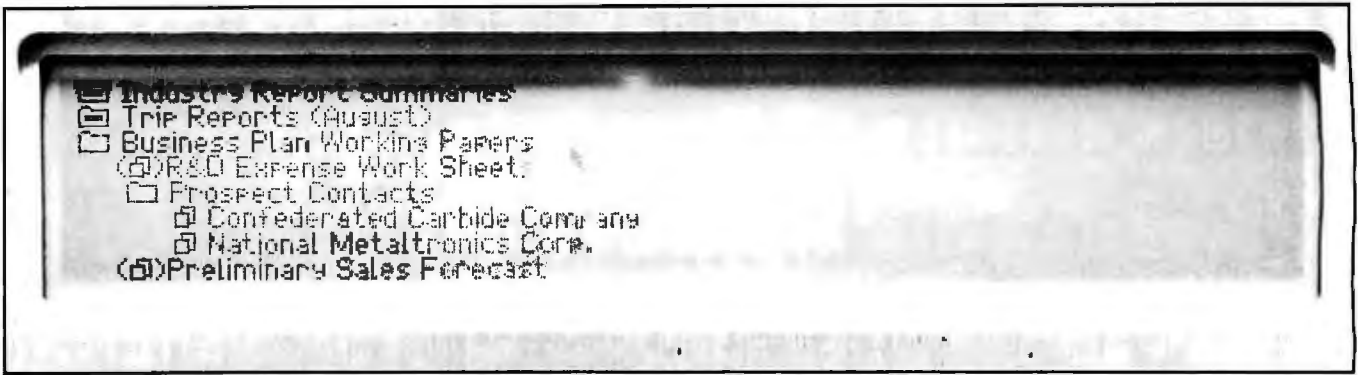 Industry Report Summaries
Trip Reports (August)
Business Plan Working Papers
R&D Expense Work Sheets
Prospect Contacts
Confederated Carbide Company
National Metaltronics Corp.
Preliminary Sales Forecast